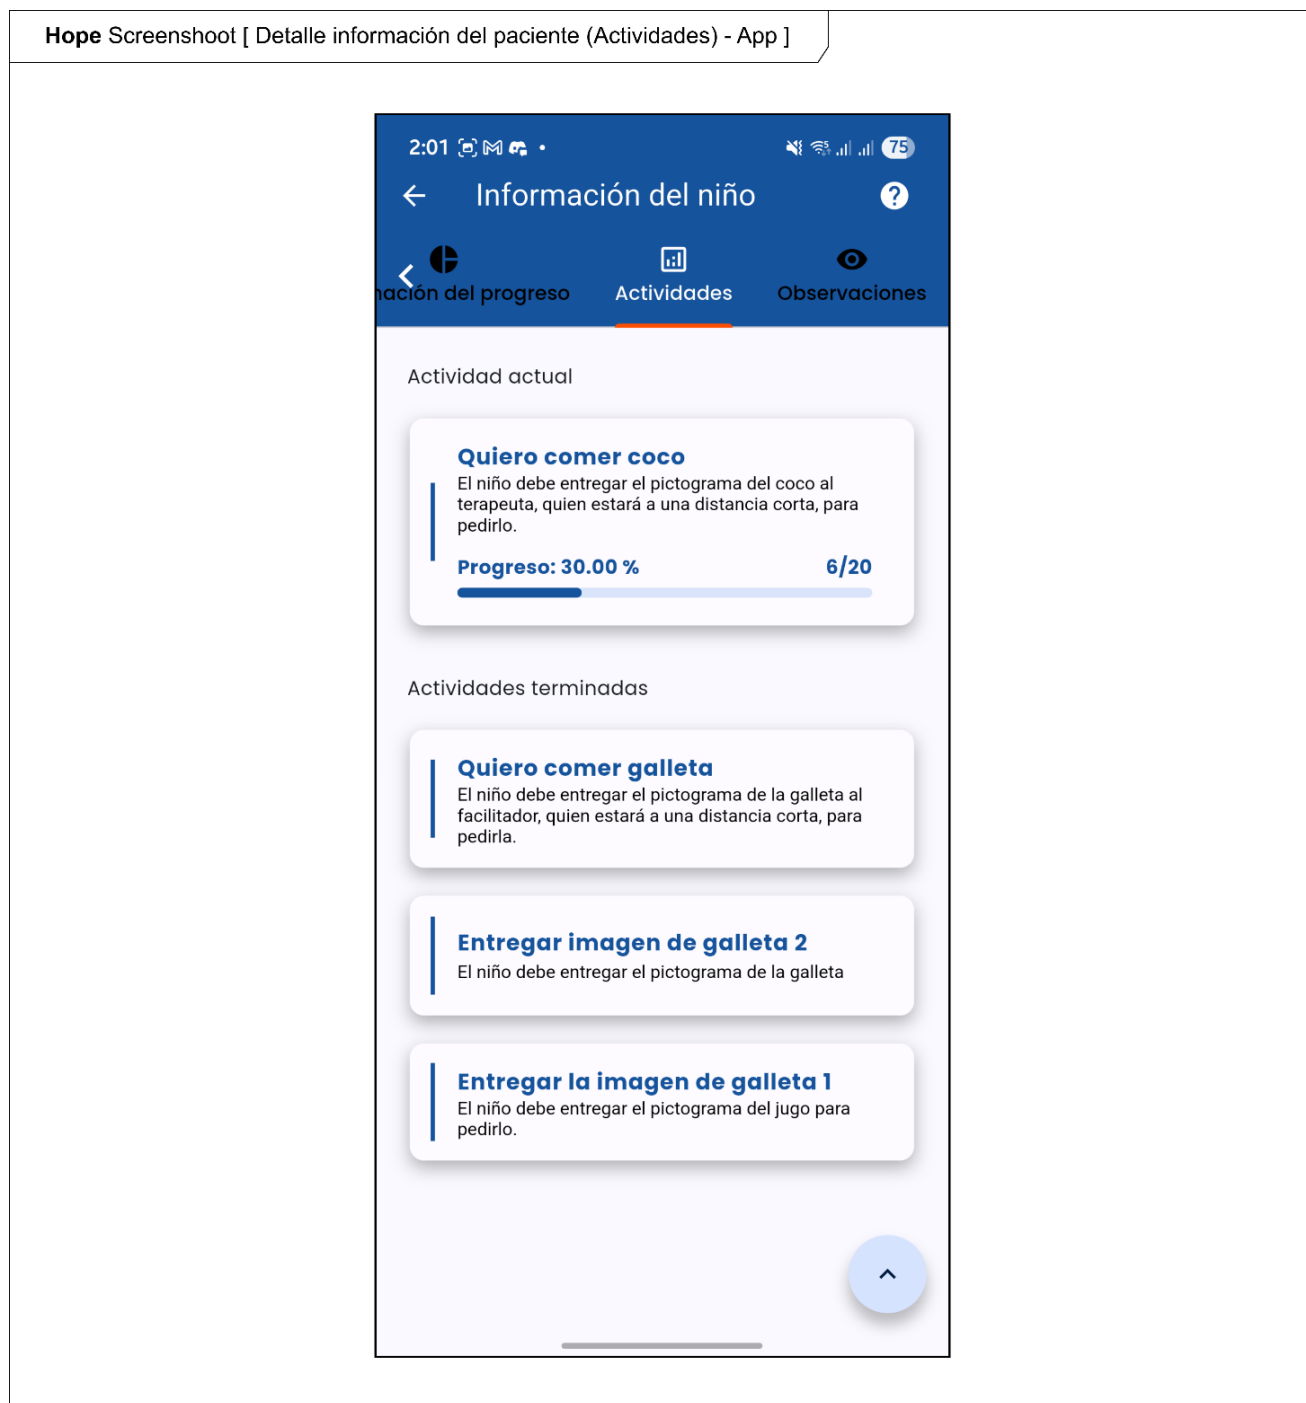 Hope Screenshoot [ Detalle información del paciente (Actividades) - App ]
2:01
75
Información del niño
nación del progreso
Actividades
Observaciones
Actividad actual
Quiero comer coco
El niño debe entregar el pictograma del coco al
terapeuta, quien estará a una distancia corta, para
pedirlo.
Progreso: 30.00 % 6/20
Actividades terminadas
Quiero comer galleta
El niño debe entregar el pictograma de la galleta al
facilitador, quien estará a una distancia corta, para
pedirla.
Entregar imagen de galleta 2
El niño debe entregar el pictograma de la galleta
Entregar la imagen de galleta 1
El niño debe entregar el pictograma del jugo para
pedirlo.